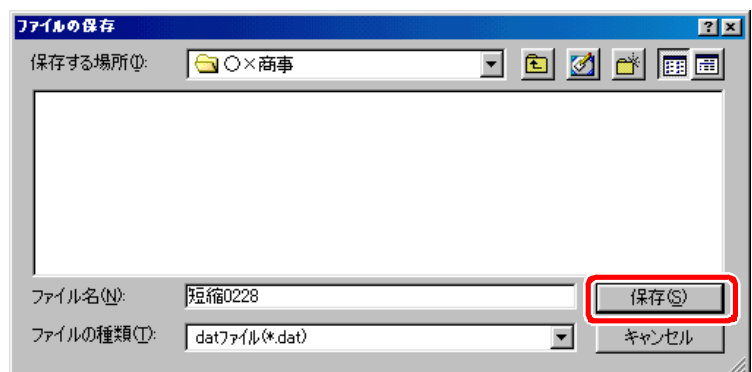 ファイルの保存
保存する場所(I): ○×商事
ファイル名(N): 短縮0228 保存(S)
ファイルの種類(T): datファイル(*.dat) キャンセル